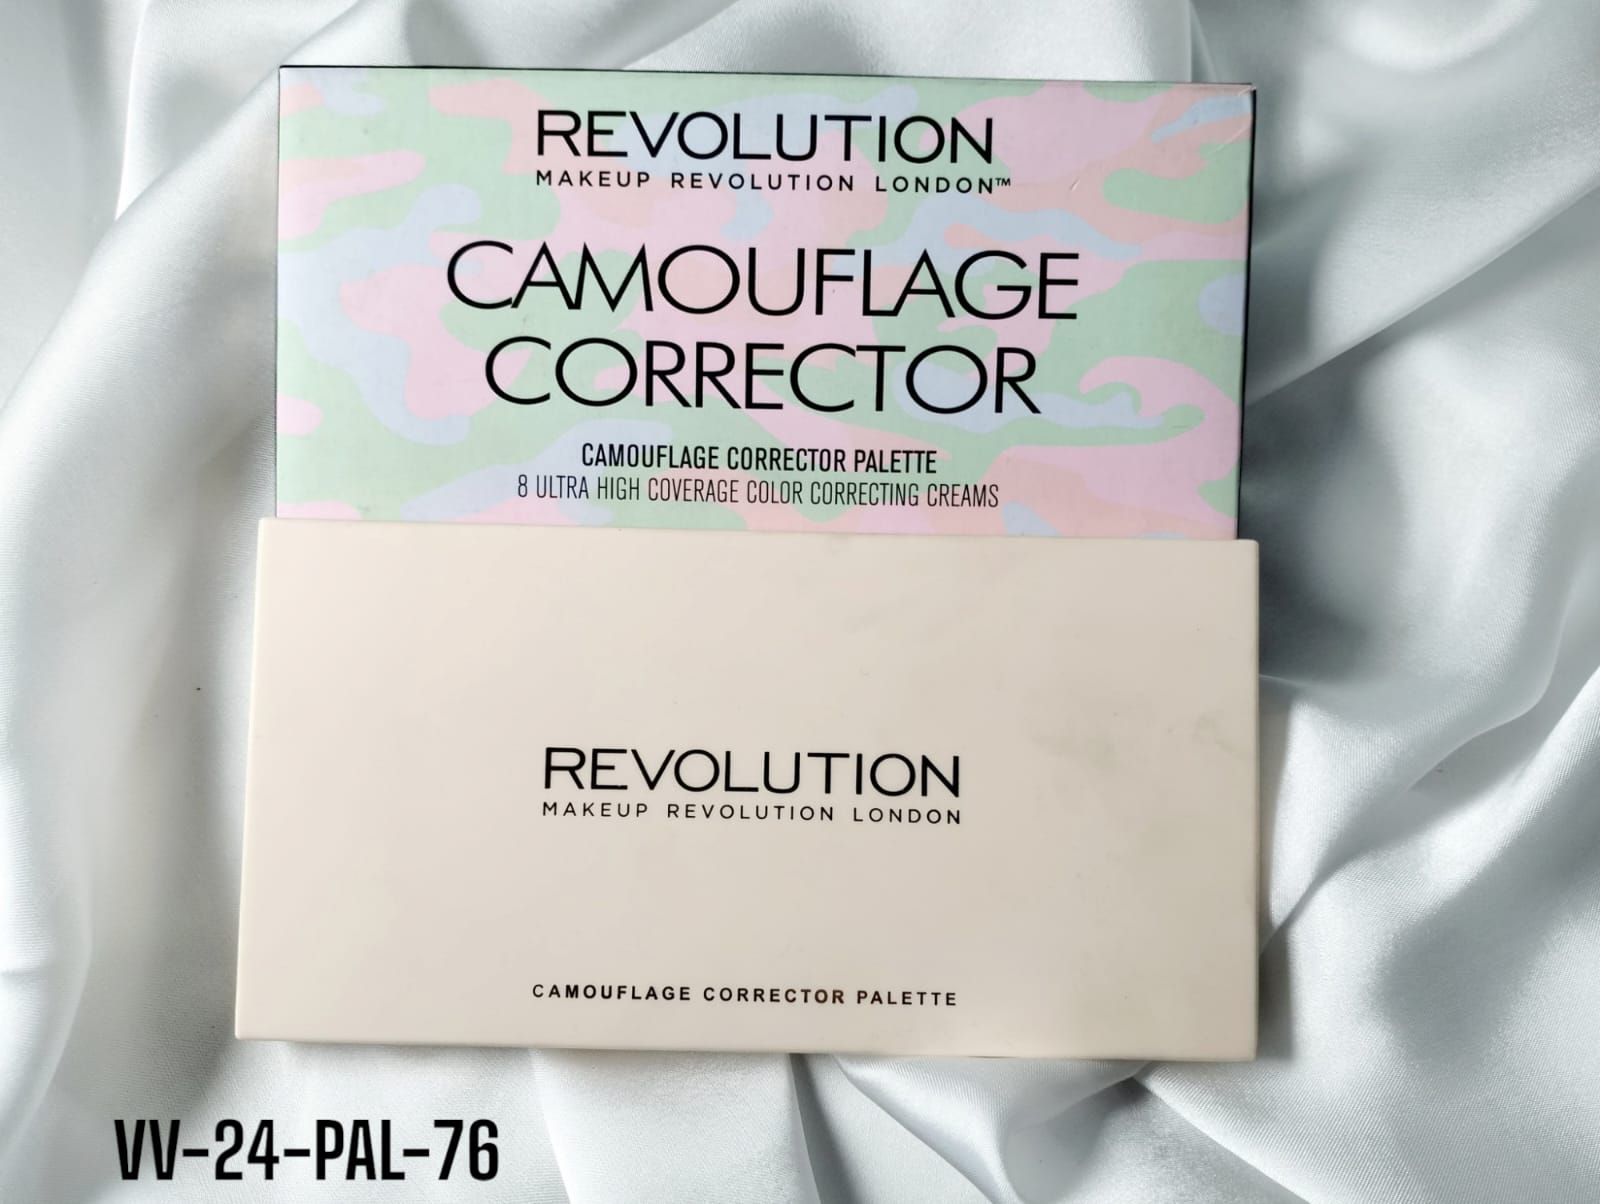 REVOLUTION
MAKEUP REVOLUTION LONDON™
CAMOUFLAGE
CORRECTOR
CAMOUFLAGE CORRECTOR PALETTE
8 ULTRA HIGH COVERAGE COLOR CORRECTING CREAMS
REVOLUTION
MAKEUP REVOLUTION LONDON
CAMOUFLAGE CORRECTOR PALETTE
VV-24-PAL-76